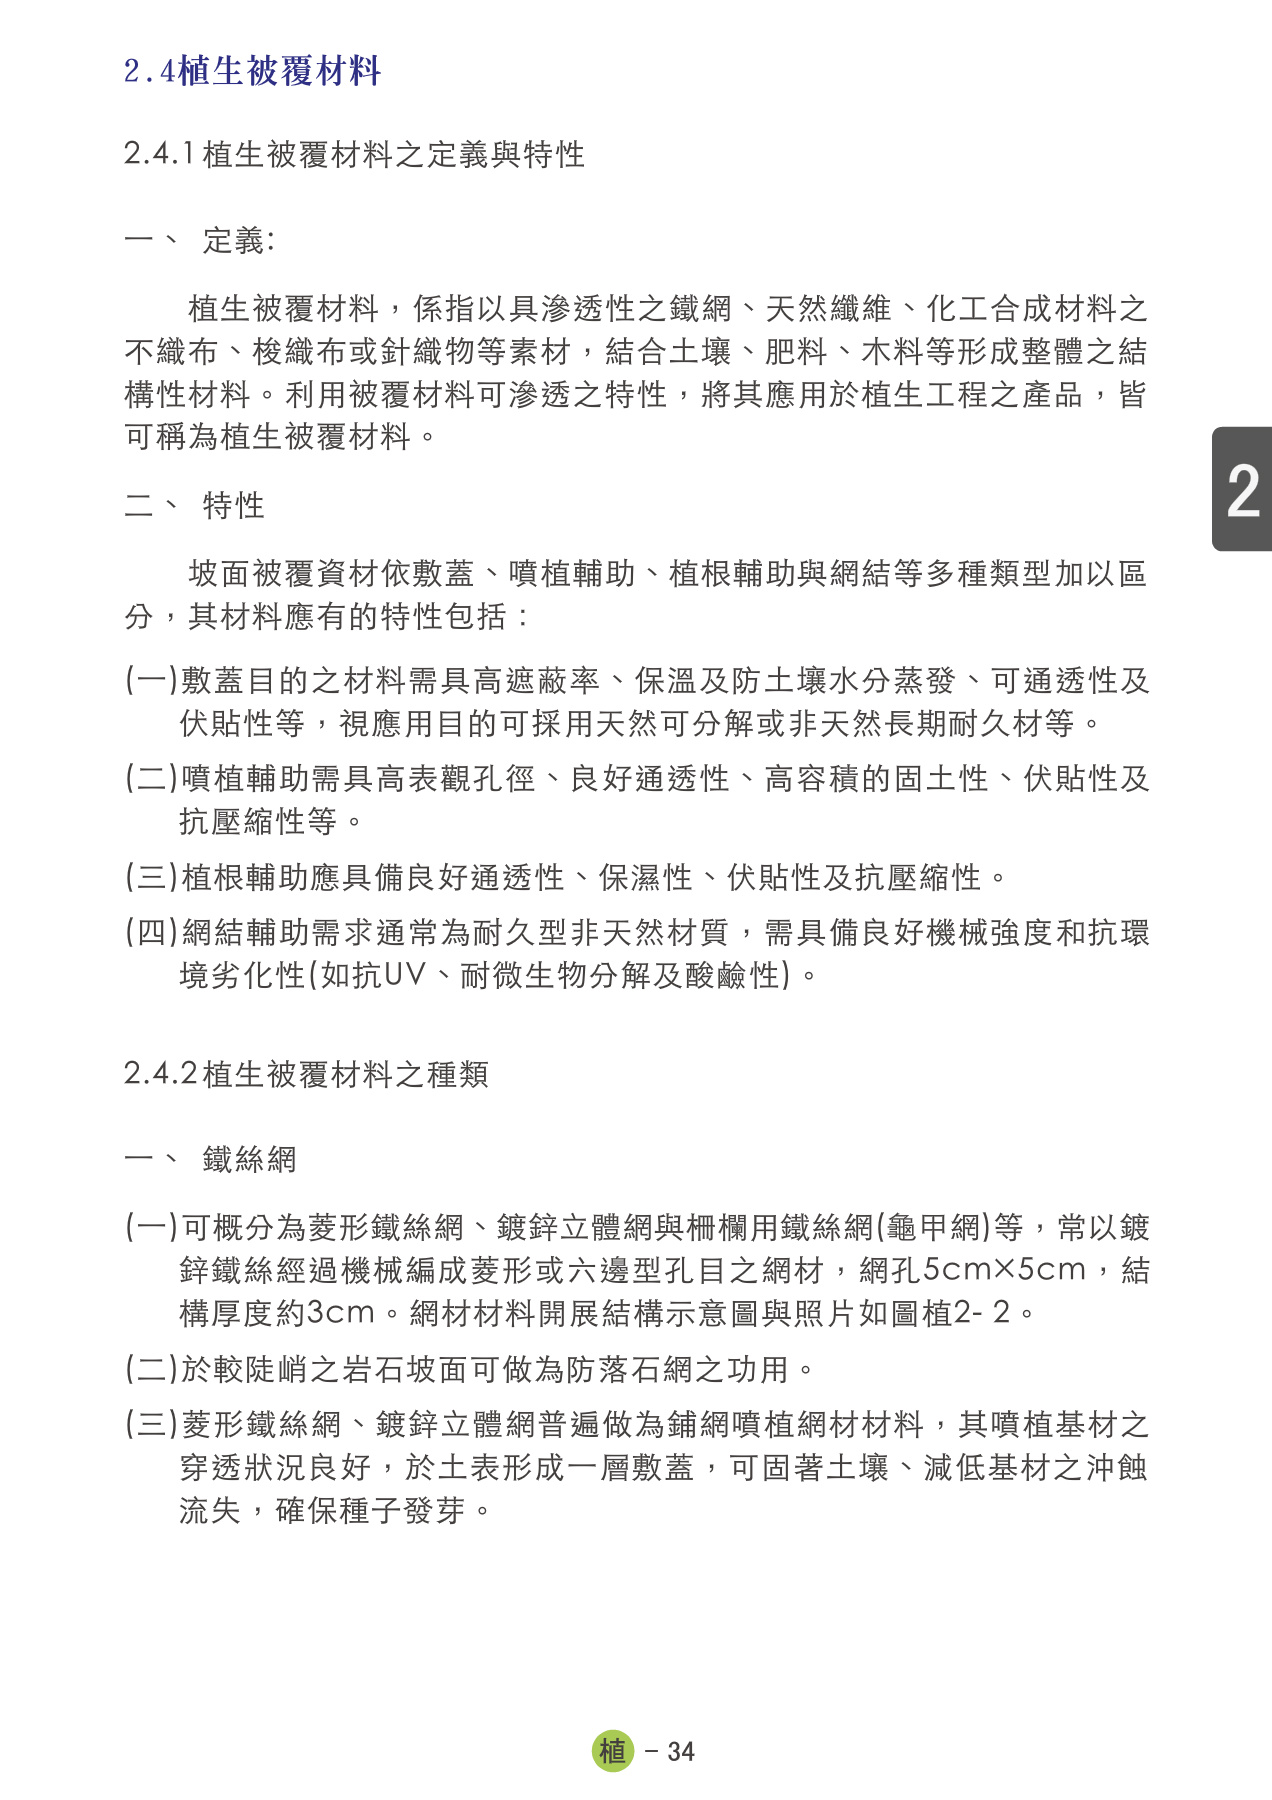 2.4植生被覆材料
2.4.1植生被覆材料之定義與特性
一、 定義:
植生被覆材料，係指以具滲透性之鐵網、天然纖維、化工合成材料之
不織布、梭織布或針織物等素材，結合土壤、肥料、木料等形成整體之結
構性材料。利用被覆材料可滲透之特性，將其應用於植生工程之產品，皆
可稱為植生被覆材料。
2
二、 特性
坡面被覆資材依敷蓋、噴植輔助、植根輔助與網結等多種類型加以區
分，其材料應有的特性包括：
(一)敷蓋目的之材料需具高遮蔽率、保溫及防土壤水分蒸發、可通透性及
伏貼性等，視應用目的可採用天然可分解或非天然長期耐久材等。
(二)噴植輔助需具高表觀孔徑、良好通透性、高容積的固土性、伏貼性及
抗壓縮性等。
(三)植根輔助應具備良好通透性、保濕性、伏貼性及抗壓縮性。
(四)網結輔助需求通常為耐久型非天然材質，需具備良好機械強度和抗環
境劣化性(如抗UV、耐微生物分解及酸鹼性)。
2.4.2植生被覆材料之種類
一、 鐵絲網
(一)可概分為菱形鐵絲網、鍍鋅立體網與柵欄用鐵絲網(龜甲網)等，常以鍍
鋅鐵絲經過機械編成菱形或六邊型孔目之網材，網孔5cm×5cm，結
構厚度約3cm。網材材料開展結構示意圖與照片如圖植2- 2。
(二)於較陡峭之岩石坡面可做為防落石網之功用。
(三)菱形鐵絲網、鍍鋅立體網普遍做為鋪網噴植網材材料，其噴植基材之
穿透狀況良好，於土表形成一層敷蓋，可固著土壤、減低基材之沖蝕
流失，確保種子發芽。
植 - 34